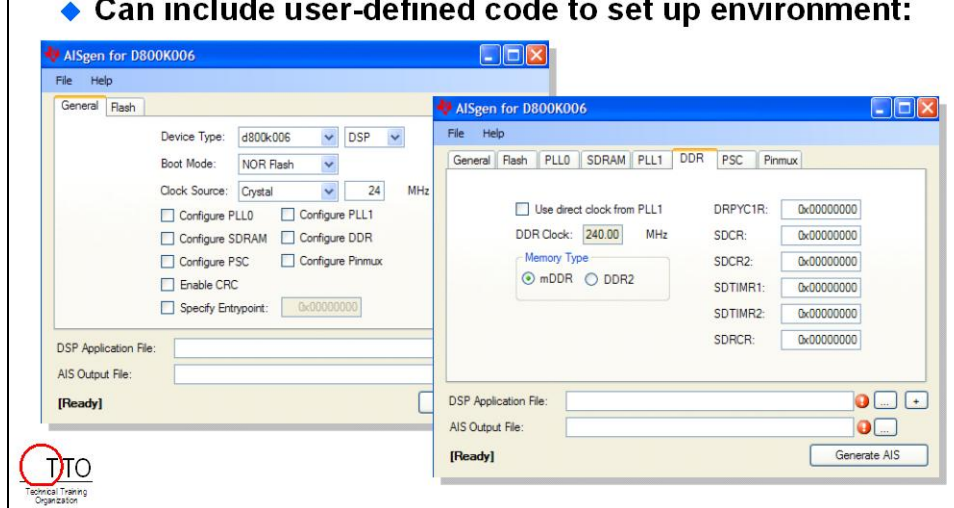 Can include user-defined code to set up environment:
AISgen for D800K006
File Help
General Flash
Device Type: d800k006 DSP
Boot Mode: NOR Flash
Clock Source: Crystal 24 MHz
Configure PLL0 Configure PLL1
Configure SDRAM Configure DDR
Configure PSC Configure Pinmux
Enable CRC
Specify Entrypoint: 0x00000000
DSP Application File:
AIS Output File:
[Ready]
AISgen for D800K006
File Help
General Flash PLL0 SDRAM PLL1 DDR PSC Pinmux
Use direct clock from PLL1 DRPYC1R: 0x00000000
DDR Clock: 240.00 MHz SDCR: 0x00000000
Memory Type SDCR2: 0x00000000
mDDR DDR2 SDTIMR1: 0x00000000
SDTIMR2: 0x00000000
SDRCR: 0x00000000
DSP Application File: ... +
AIS Output File: ...
[Ready] Generate AIS
TTO
Technical Training
Organization